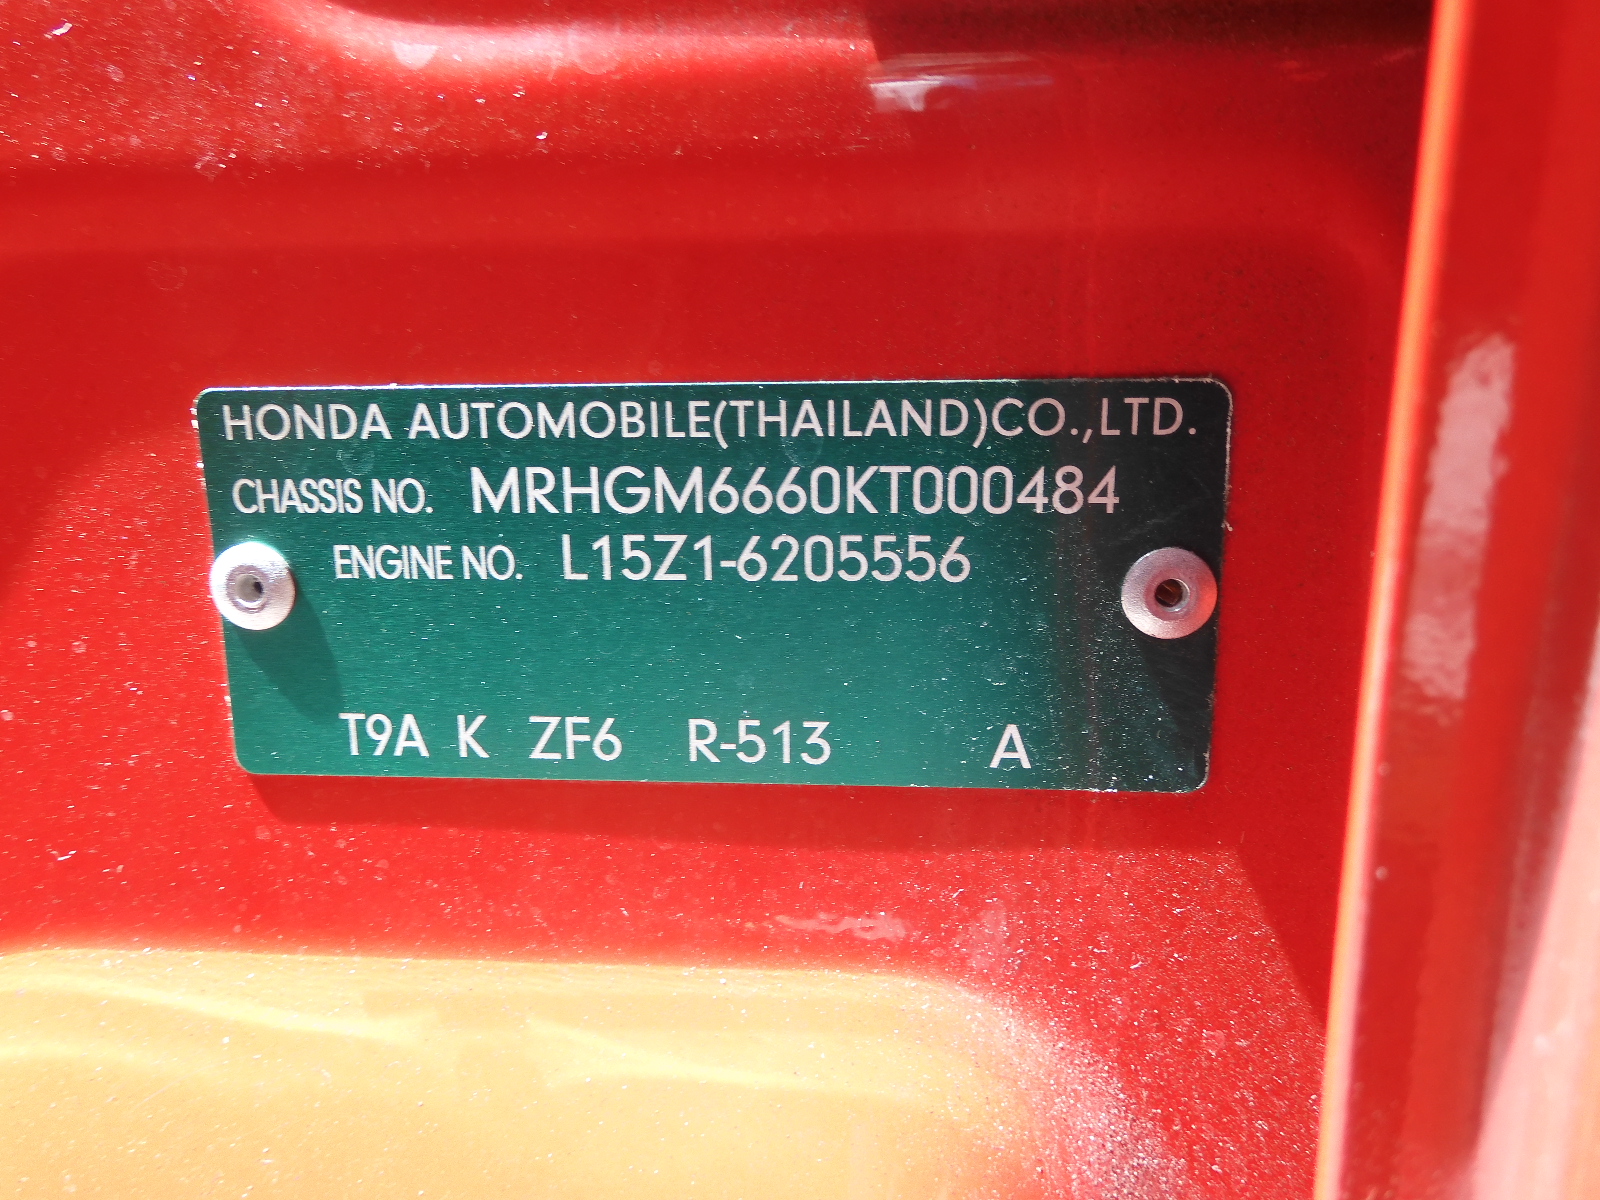 HONDA AUTOMOBILE(THAILAND)CO.,LTD.
CHASSIS NO. MRHGM6660KT000484
ENGINE NO. L15Z1-6205556
T9A K ZF6 R-513 A